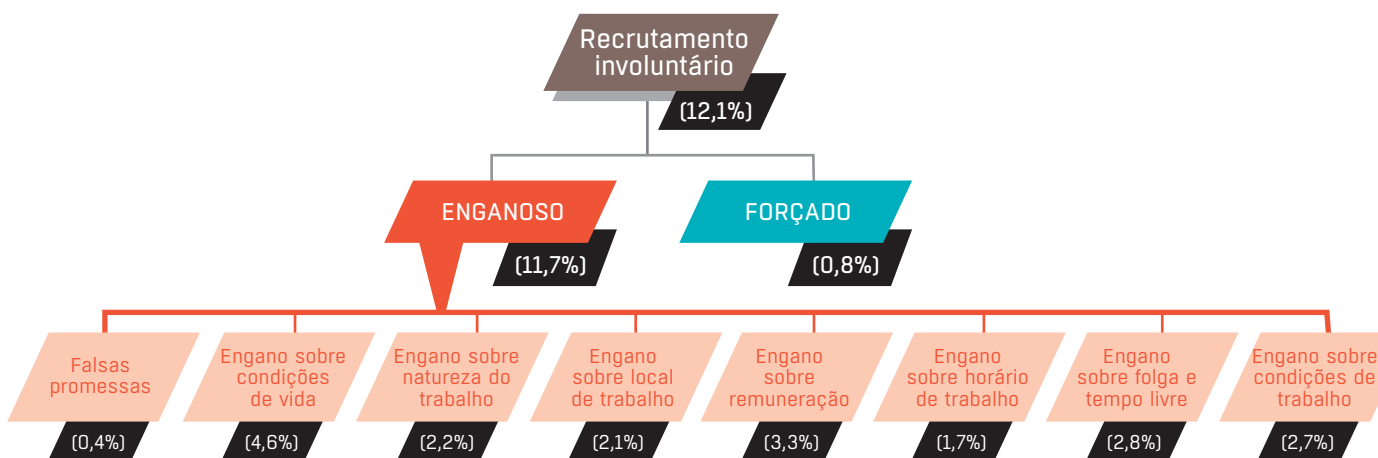 Recrutamento
involuntário
(12,1%)
ENGANOSO
(11,7%)
FORÇADO
(0,8%)
Falsas
promessas
(0,4%)
Engano sobre
condições
de vida
(4,6%)
Engano sobre
natureza do
trabalho
(2,2%)
Engano
sobre local
de trabalho
(2,1%)
Engano
sobre
remuneração
(3,3%)
Engano
sobre horário
de trabalho
(1,7%)
Engano
sobre folga e
tempo livre
(2,8%)
Engano sobre
condições de
trabalho
(2,7%)